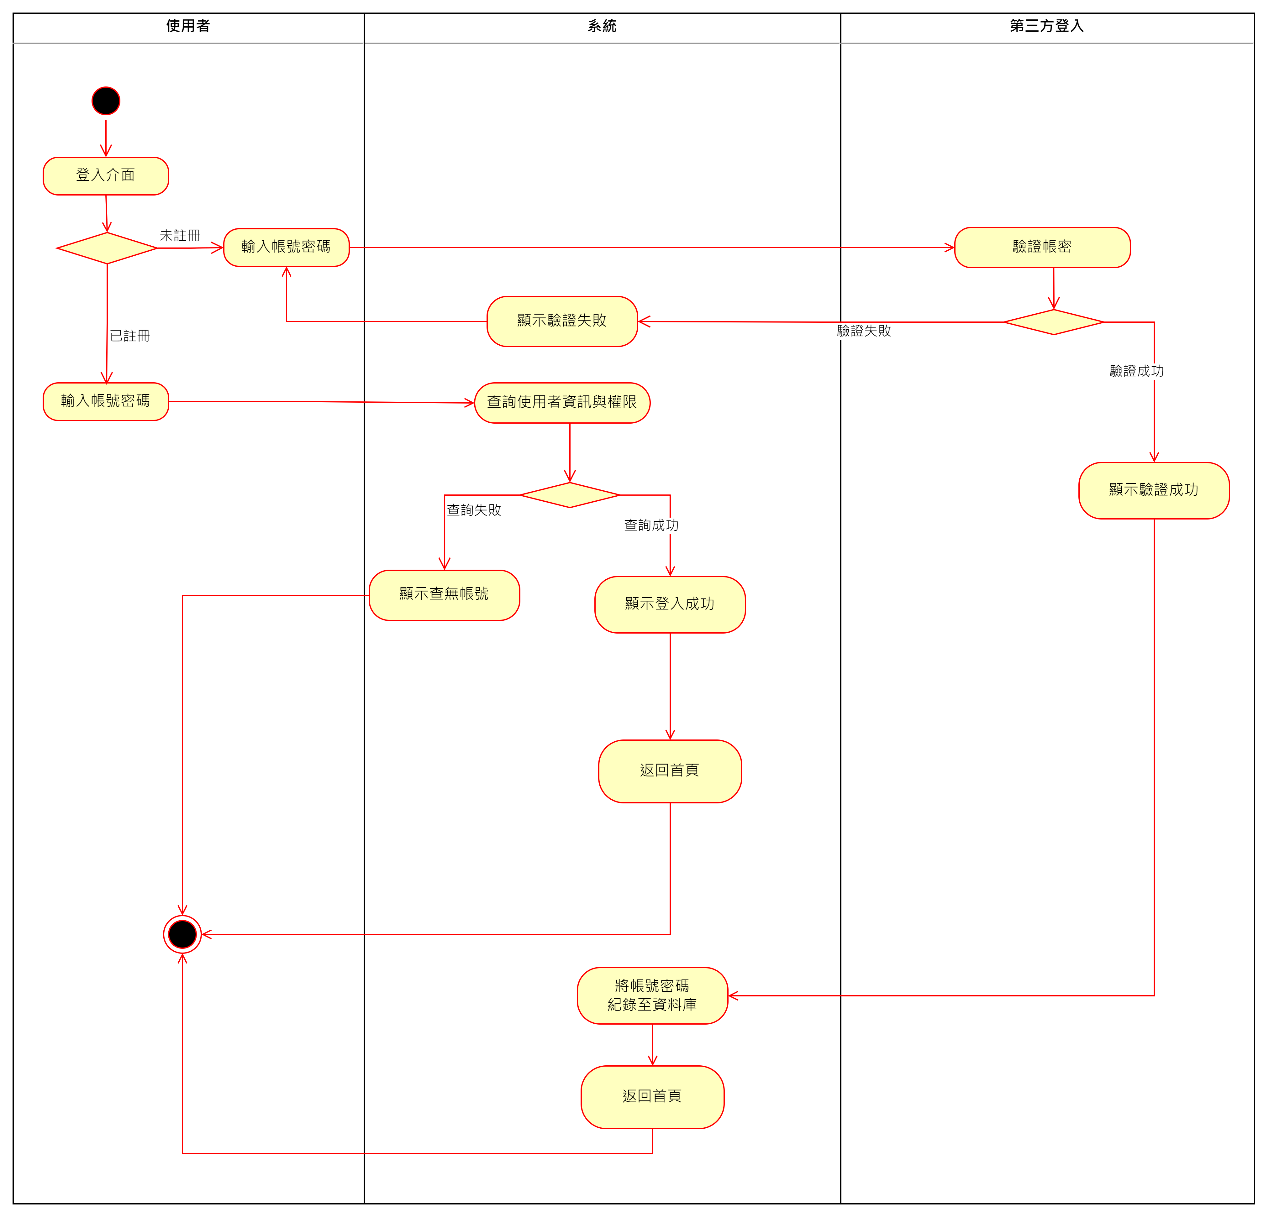 使用者
系統
第三方登入
登入介面
未註冊
輸入帳號密碼
驗證帳密
顯示驗證失敗
驗證失敗
已註冊
驗證成功
輸入帳號密碼
查詢使用者資訊與權限
顯示驗證成功
查詢失敗
查詢成功
顯示查無帳號
顯示登入成功
返回首頁
將帳號密碼
紀錄至資料庫
返回首頁